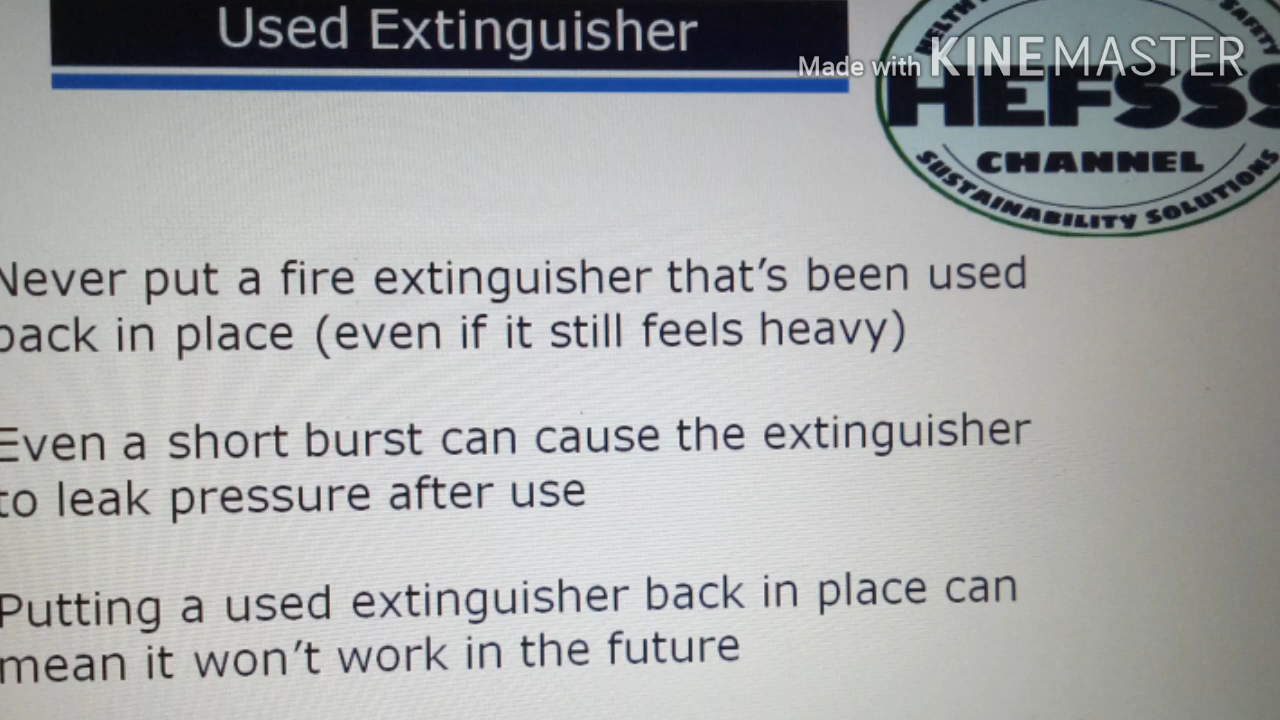 Used Extinguisher
Made with KINEMASTER
SAFETY
HEFSSS
CHANNEL
SUSTAINABILITY SOLUTIONS
Never put a fire extinguisher that's been used
back in place (even if it still feels heavy)
Even a short burst can cause the extinguisher
to leak pressure after use
Putting a used extinguisher back in place can
mean it won't work in the future